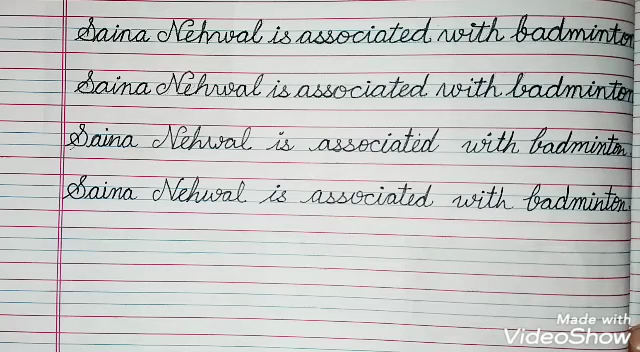 Saina Nehwal is associated with badminton
Saina Nehwal is associated with badminton
Saina Nehwal is associated with badminton.
Saina Nehwal is associated with badminton.
Made with
VideoShow